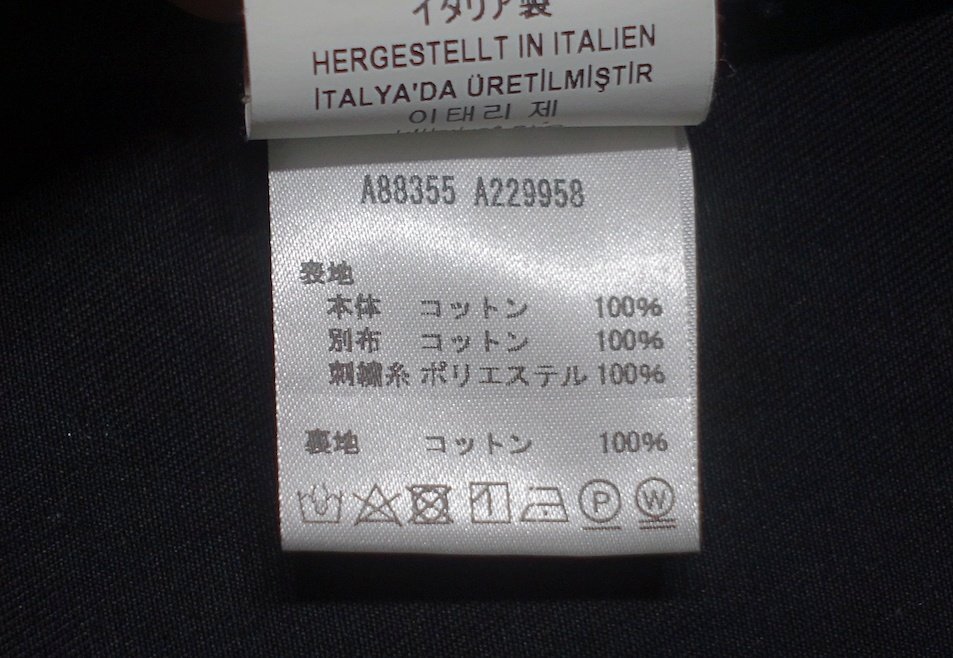 イタリア製
HERGESTELLT IN ITALIEN
İTALYA'DA ÜRETİLMİŞTİR
이태리 제
A88355 A229958
表地
本体 コットン 100%
別布 コットン 100%
刺繍糸 ポリエステル 100%
裏地 コットン 100%
P W